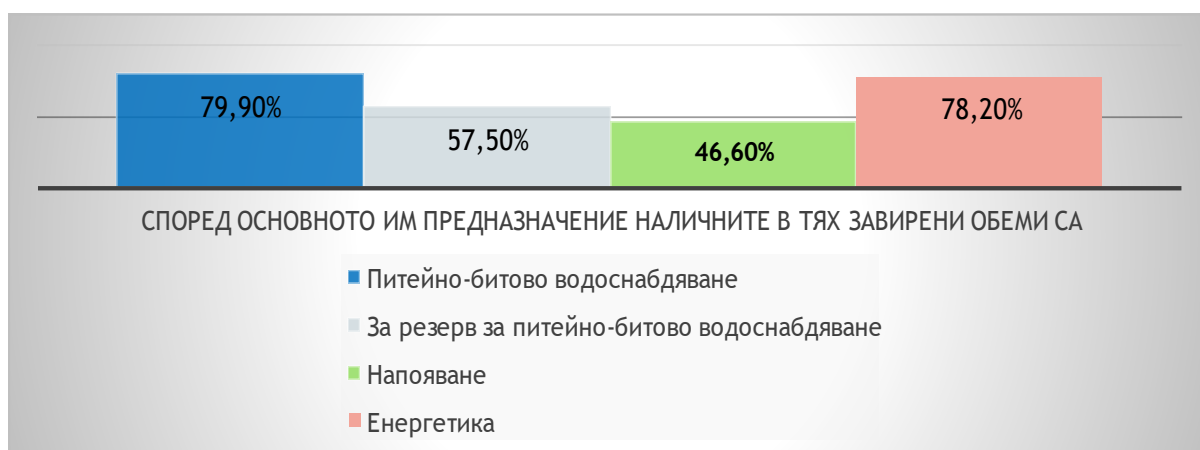 79,90%
57,50%
46,60%
78,20%
СПОРЕД ОСНОВНОТО ИМ ПРЕДНАЗНАЧЕНИЕ НАЛИЧНИТЕ В ТЯХ ЗАВИРЕНИ ОБЕМИ СА
Питейно-битово водоснабдяване
За резерв за питейно-битово водоснабдяване
Напояване
Енергетика